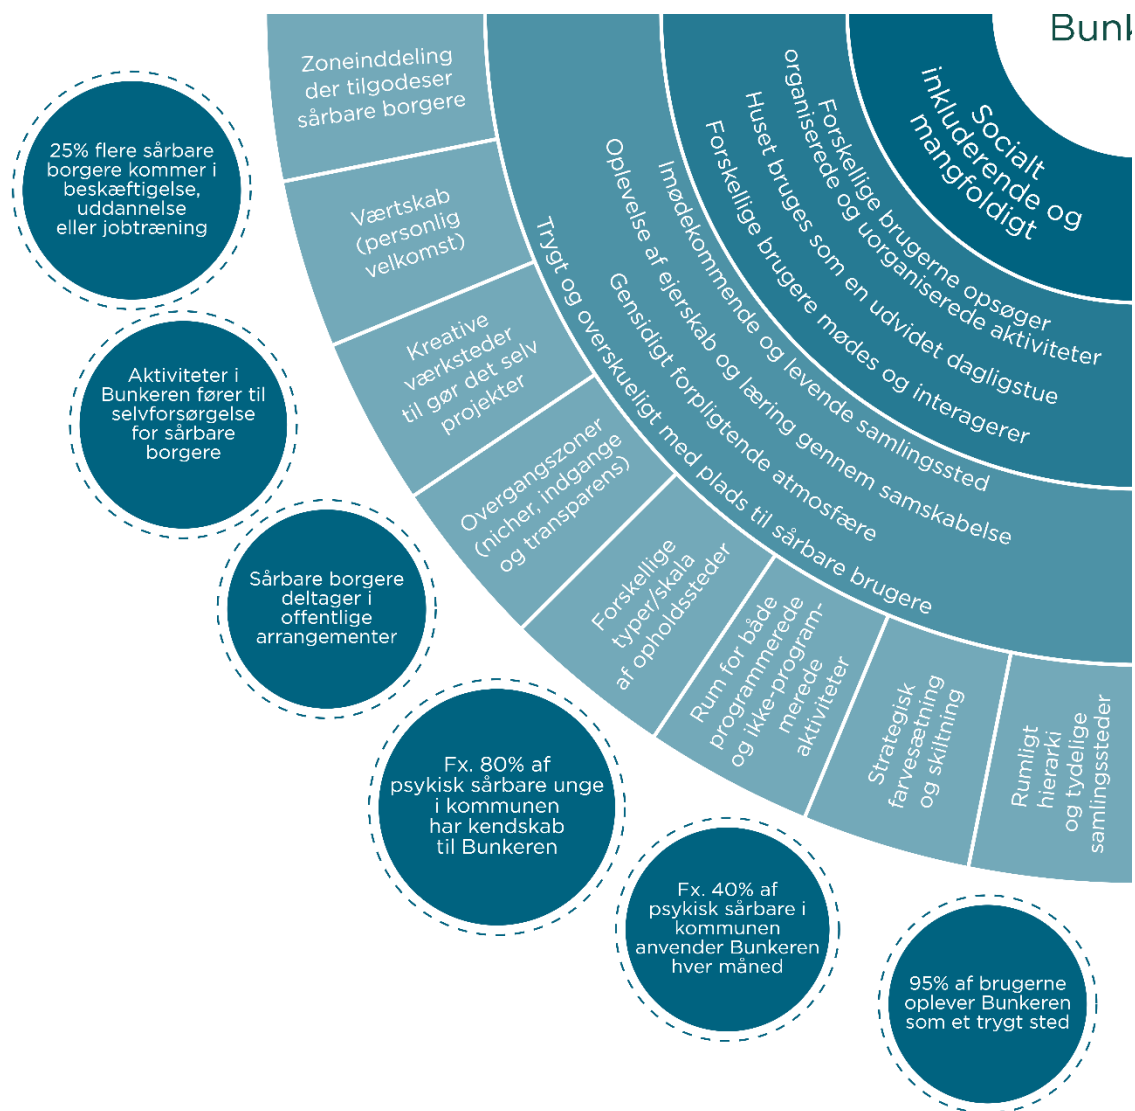 Bunk
Socialt
inkluderende og
mangfoldigt
Forskellige brugerne opsøger
organiserede og uorganiserede aktiviteter
Huset bruges som en udvidet dagligstue
Forskellige brugere mødes og interagerer
Imødekommende og levende samlingssted
Oplevelse af ejerskab og læring gennem samskabelse
Gensidigt forpligtende atmosfære
Trygt og overskueligt med plads til sårbare brugere
Zoneinddeling
der tilgodeser
sårbare borgere
Værtskab
(personlig
velkomst)
Kreative
værksteder
til gør det selv
projekter
Overgangszoner
(nicher, indgange
og transparens)
Forskellige
typer/skala
af opholdssteder
Rum for både
programmerede
og ikke-program-
merede
aktiviteter
Strategisk
farvesætning
og skiltning
Rumligt
hierarki
og tydelige
samlingssteder
25% flere sårbare
borgere kommer i
beskæftigelse,
uddannelse
eller jobtræning
Aktiviteter i
Bunkeren fører til
selvforsørgelse
for sårbare
borgere
Sårbare borgere
deltager i
offentlige
arrangementer
Fx. 80% af
psykisk sårbare unge
i kommunen
har kendskab
til Bunkeren
Fx. 40% af
psykisk sårbare i
kommunen
anvender Bunkeren
hver måned
95% af brugerne
oplever Bunkeren
som et trygt sted